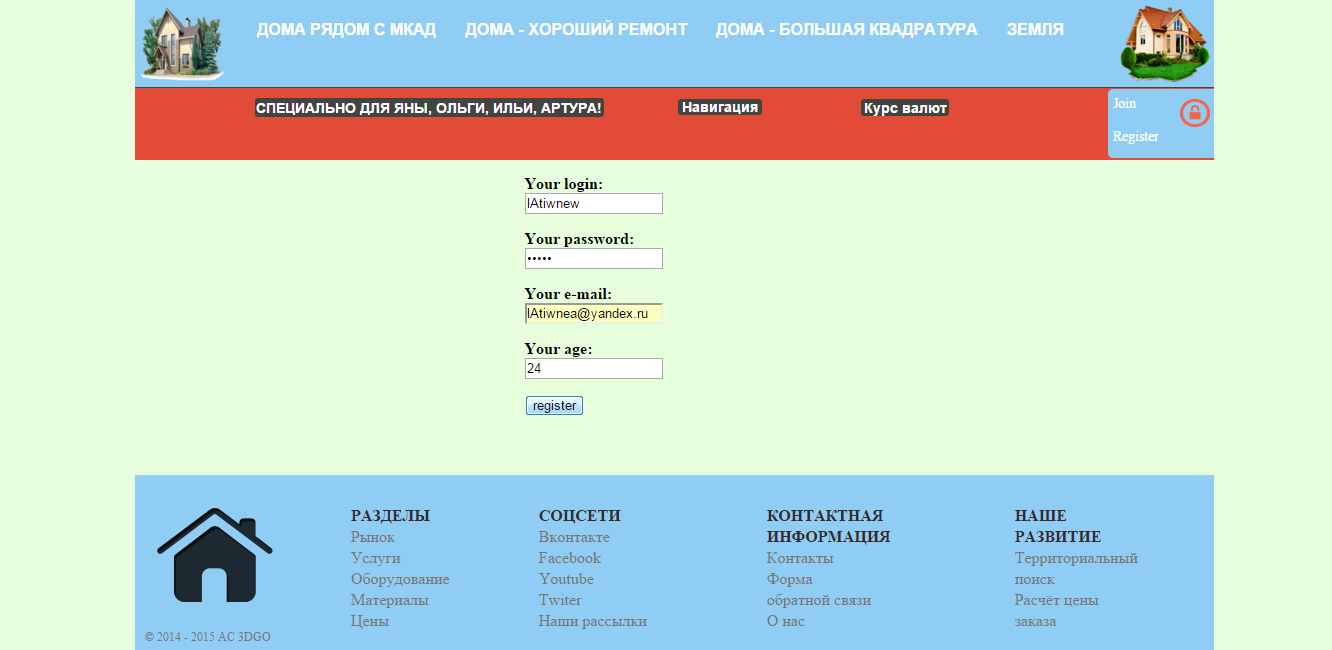 ДОМА РЯДОМ С МКАД ДОМА - ХОРОШИЙ РЕМОНТ ДОМА - БОЛЬШАЯ КВАДРАТУРА ЗЕМЛЯ
СПЕЦИАЛЬНО ДЛЯ ЯНЫ, ОЛЬГИ, ИЛЬИ, АРТУРА! Навигация Курс валют
Join
Register
Your login:
lAtiwnew
Your password:
•••••
Your e-mail:
lAtiwnea@yandex.ru
Your age:
24
register
РАЗДЕЛЫ
Рынок
Услуги
Оборудование
Материалы
Цены
СОЦСЕТИ
Вконтакте
Facebook
Youtube
Twiter
Наши рассылки
КОНТАКТНАЯ
ИНФОРМАЦИЯ
Контакты
Форма
обратной связи
О нас
НАШЕ
РАЗВИТИЕ
Территориальный
поиск
Расчёт цены
заказа
© 2014 - 2015 АС 3DGO